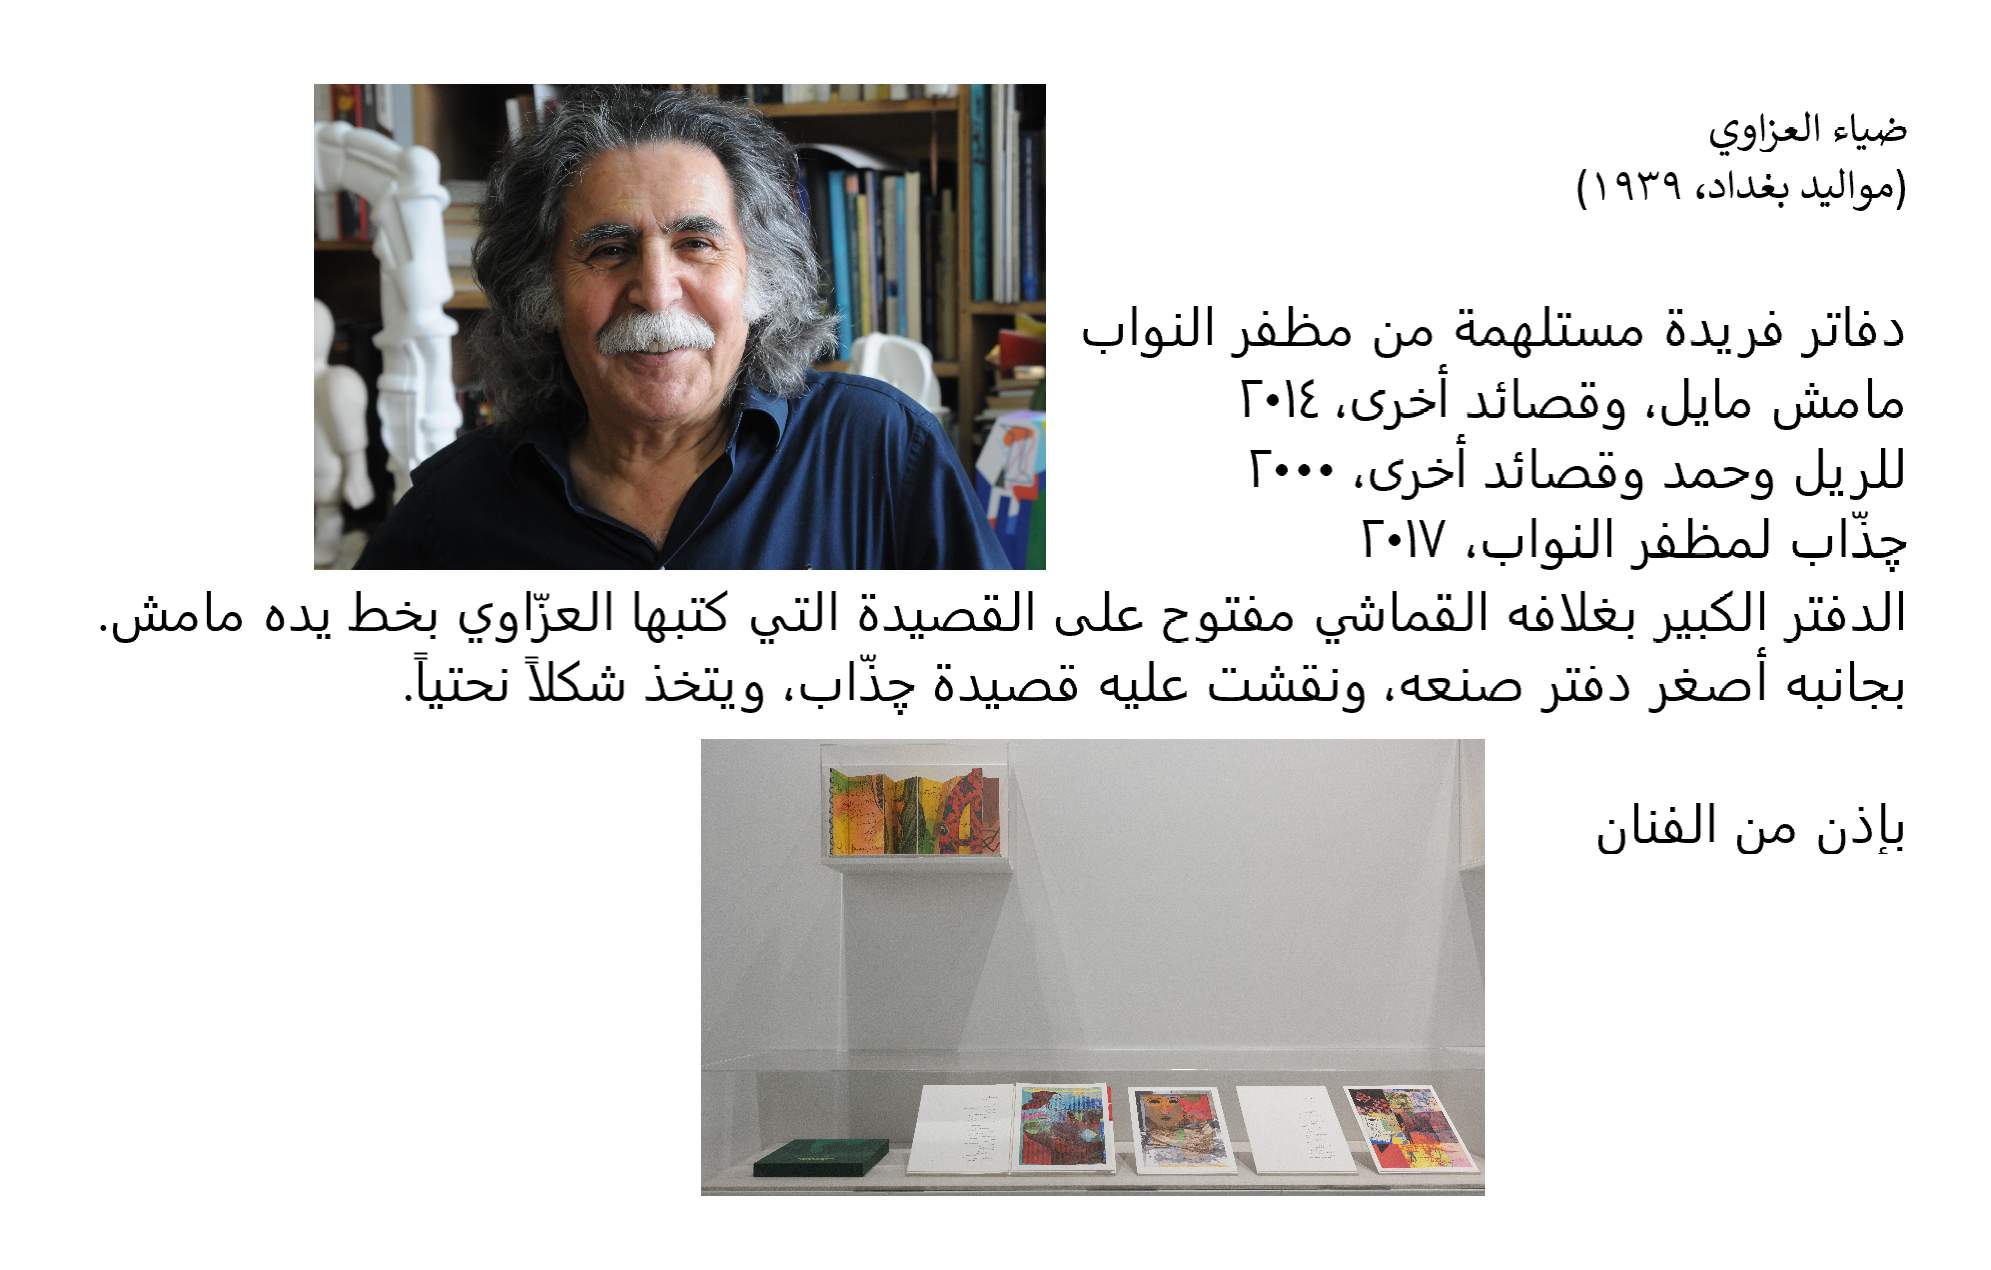 ضياء العزاوي
(مواليد بغداد، ١٩٣٩)
دفاتر فريدة مستلهمة من مظفر النواب
مامش مايل، وقصائد أخرى، ٢٠١٤
للريل وحمد وقصائد أخرى، ٢٠٠٠
چذّاب لمظفر النواب، ٢٠١٧
الدفتر الكبير بغلافه القماشي مفتوح على القصيدة التي كتبها العزّاوي بخط يده مامش.
بجانبه أصغر دفتر صنعه، ونقشت عليه قصيدة چذّاب، ويتخذ شكلاً نحتياً.
بإذن من الفنان